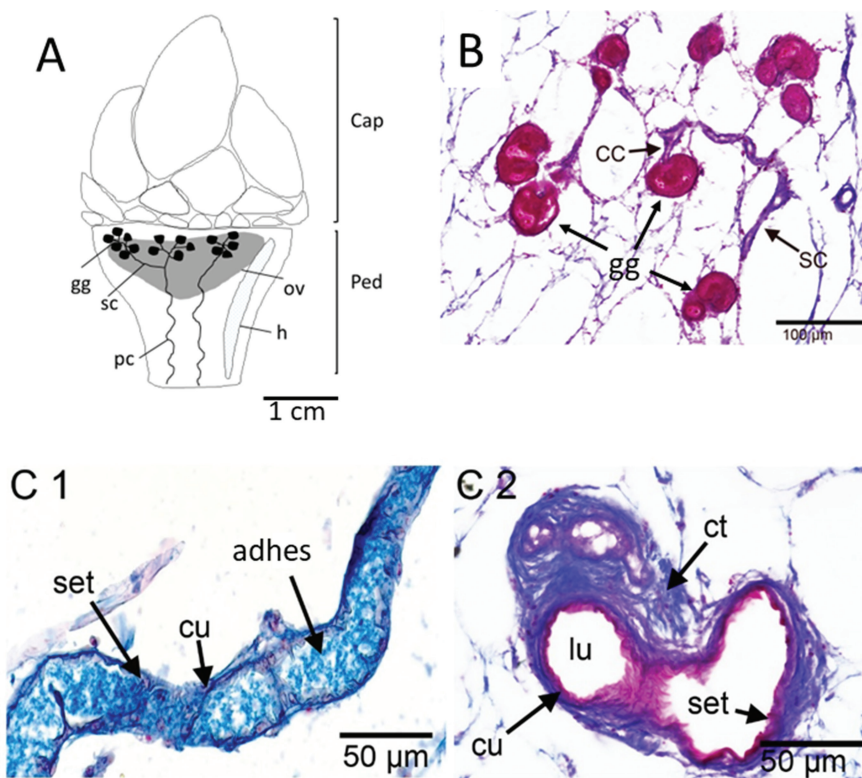 A
Cap
gg
sc
ov
Ped
pc
h
1 cm
B
CC
gg
SC
100 µm
C 1
adhes
set
cu
50 µm
C 2
ct
lu
set
cu
50 µm